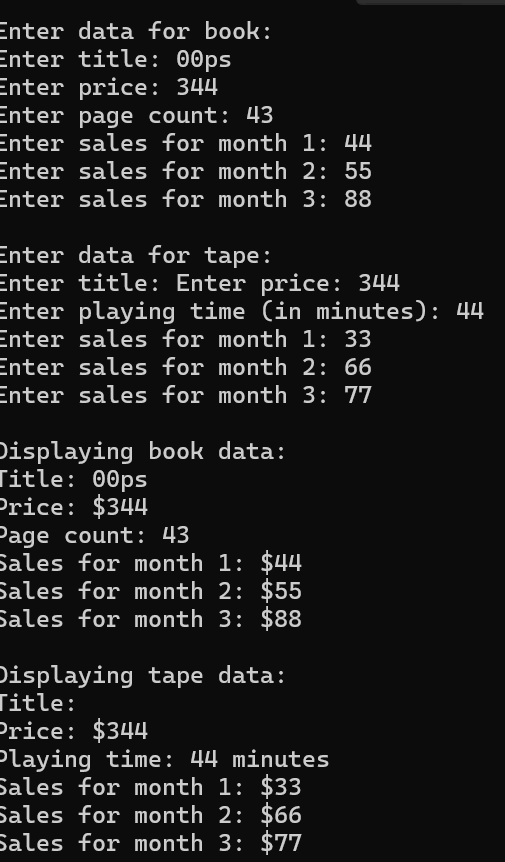 Enter data for book:
Enter title: 00ps
Enter price: 344
Enter page count: 43
Enter sales for month 1: 44
Enter sales for month 2: 55
Enter sales for month 3: 88
Enter data for tape:
Enter title: Enter price: 344
Enter playing time (in minutes): 44
Enter sales for month 1: 33
Enter sales for month 2: 66
Enter sales for month 3: 77
Displaying book data:
Title: 00ps
Price: $344
Page count: 43
Sales for month 1: $44
Sales for month 2: $55
Sales for month 3: $88
Displaying tape data:
Title:
Price: $344
Playing time: 44 minutes
Sales for month 1: $33
Sales for month 2: $66
Sales for month 3: $77